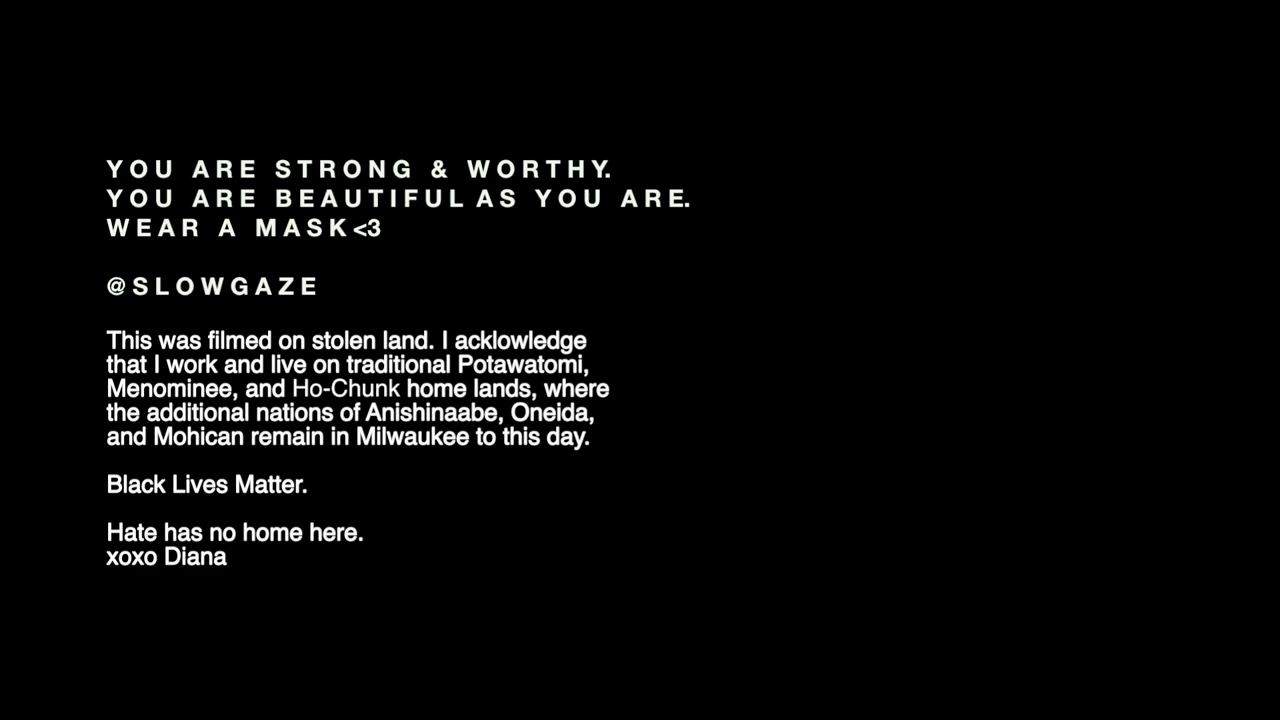 YOU ARE STRONG & WORTHY.
YOU ARE BEAUTIFUL AS YOU ARE.
WEAR A MASK <3
@SLOWGAZE
This was filmed on stolen land. I acklowledge
that I work and live on traditional Potawatomi,
Menominee, and Ho-Chunk home lands, where
the additional nations of Anishinaabe, Oneida,
and Mohican remain in Milwaukee to this day.
Black Lives Matter.
Hate has no home here.
xoxo Diana